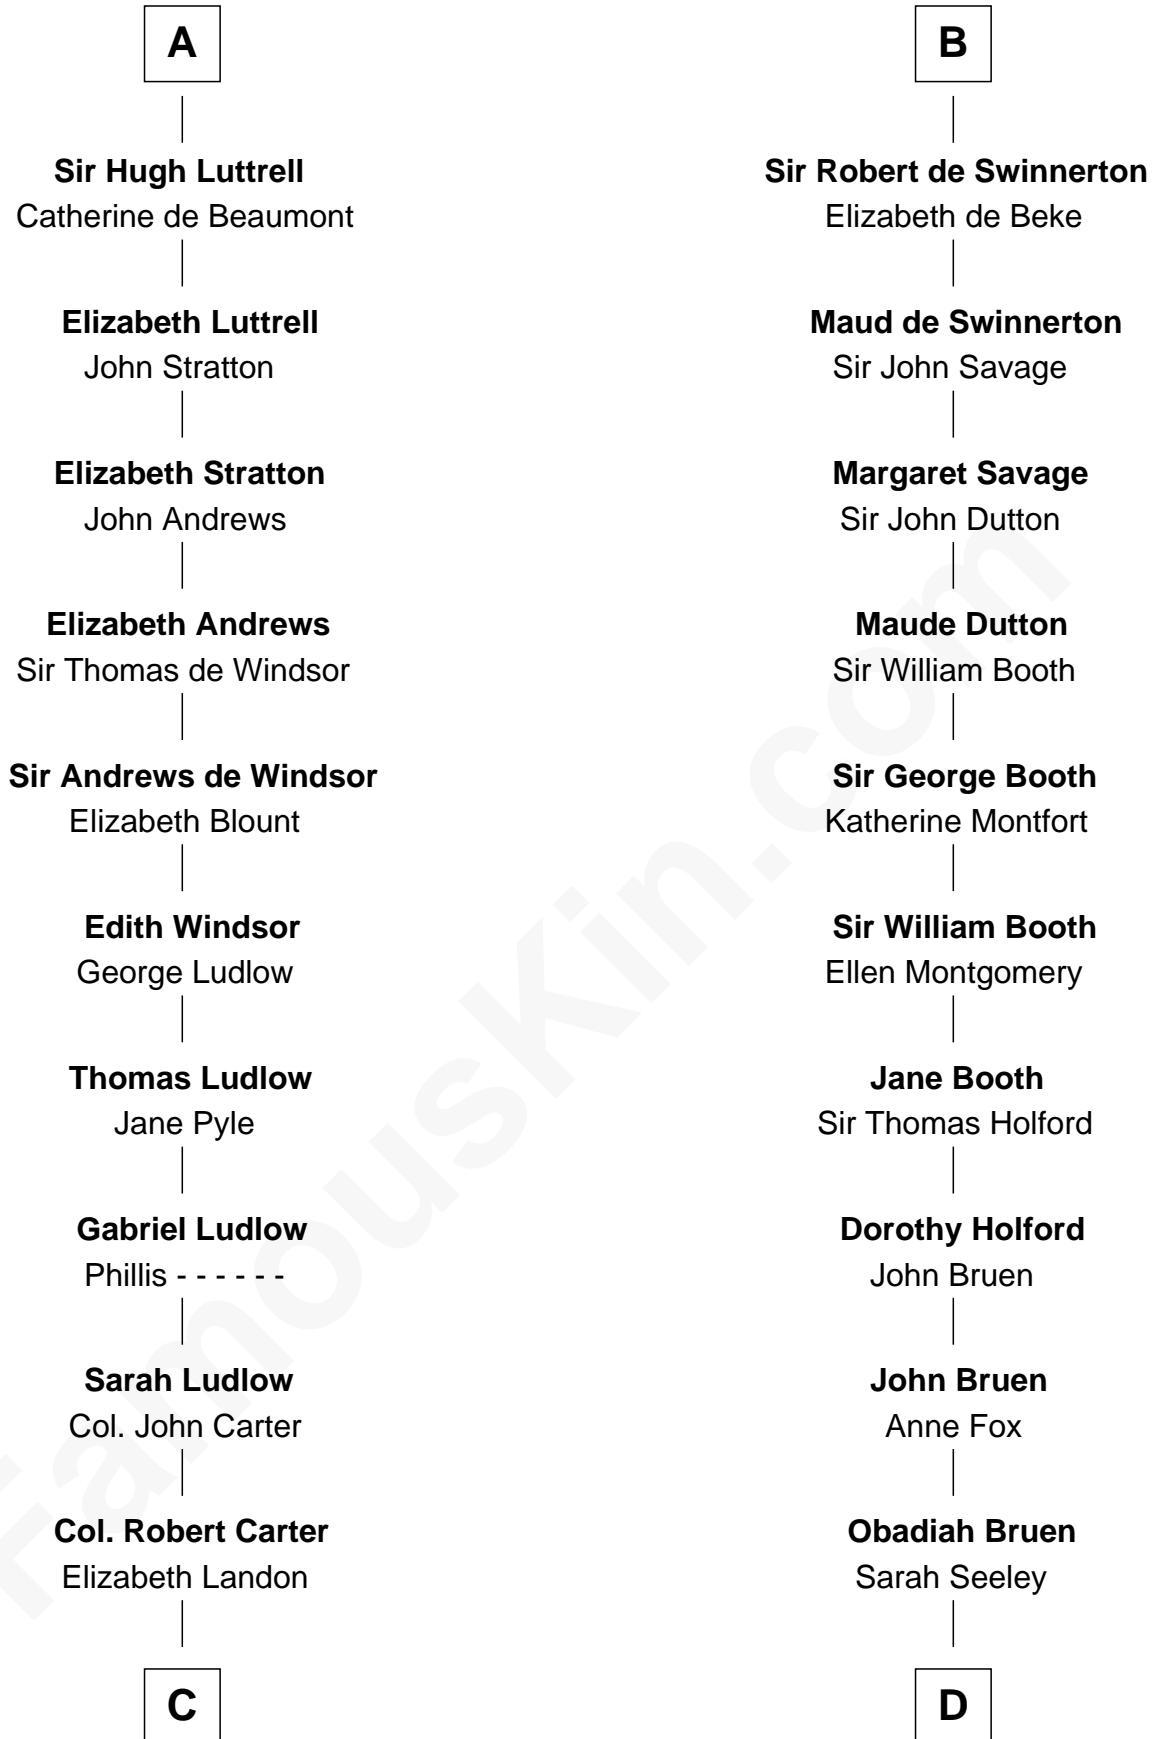 A
Sir Hugh Luttrell
Catherine de Beaumont
Elizabeth Luttrell
John Stratton
Elizabeth Stratton
John Andrews
Elizabeth Andrews
Sir Thomas de Windsor
Sir Andrews de Windsor
Elizabeth Blount
Edith Windsor
George Ludlow
Thomas Ludlow
Jane Pyle
Gabriel Ludlow
Phillis - - - - - -
Sarah Ludlow
Col. John Carter
Col. Robert Carter
Elizabeth Landon
C
B
Sir Robert de Swinnerton
Elizabeth de Beke
Maud de Swinnerton
Sir John Savage
Margaret Savage
Sir John Dutton
Maude Dutton
Sir William Booth
Sir George Booth
Katherine Montfort
Sir William Booth
Ellen Montgomery
Jane Booth
Sir Thomas Holford
Dorothy Holford
John Bruen
John Bruen
Anne Fox
Obadiah Bruen
Sarah Seeley
D
FamousKin.com